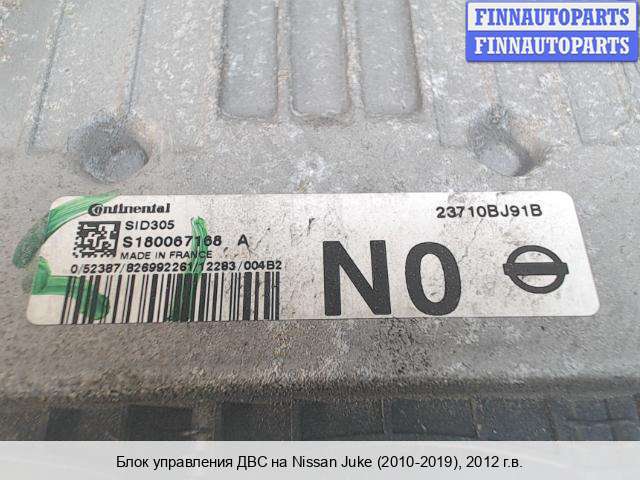 FINNAUTOPARTS
FINNAUTOPARTS
Continental
SID305
S180067168 A
MADE IN FRANCE
0/52387/826992261/12283/004B2
23710BJ91B
NO
Блок управления ДВС на Nissan Juke (2010-2019), 2012 г.в.